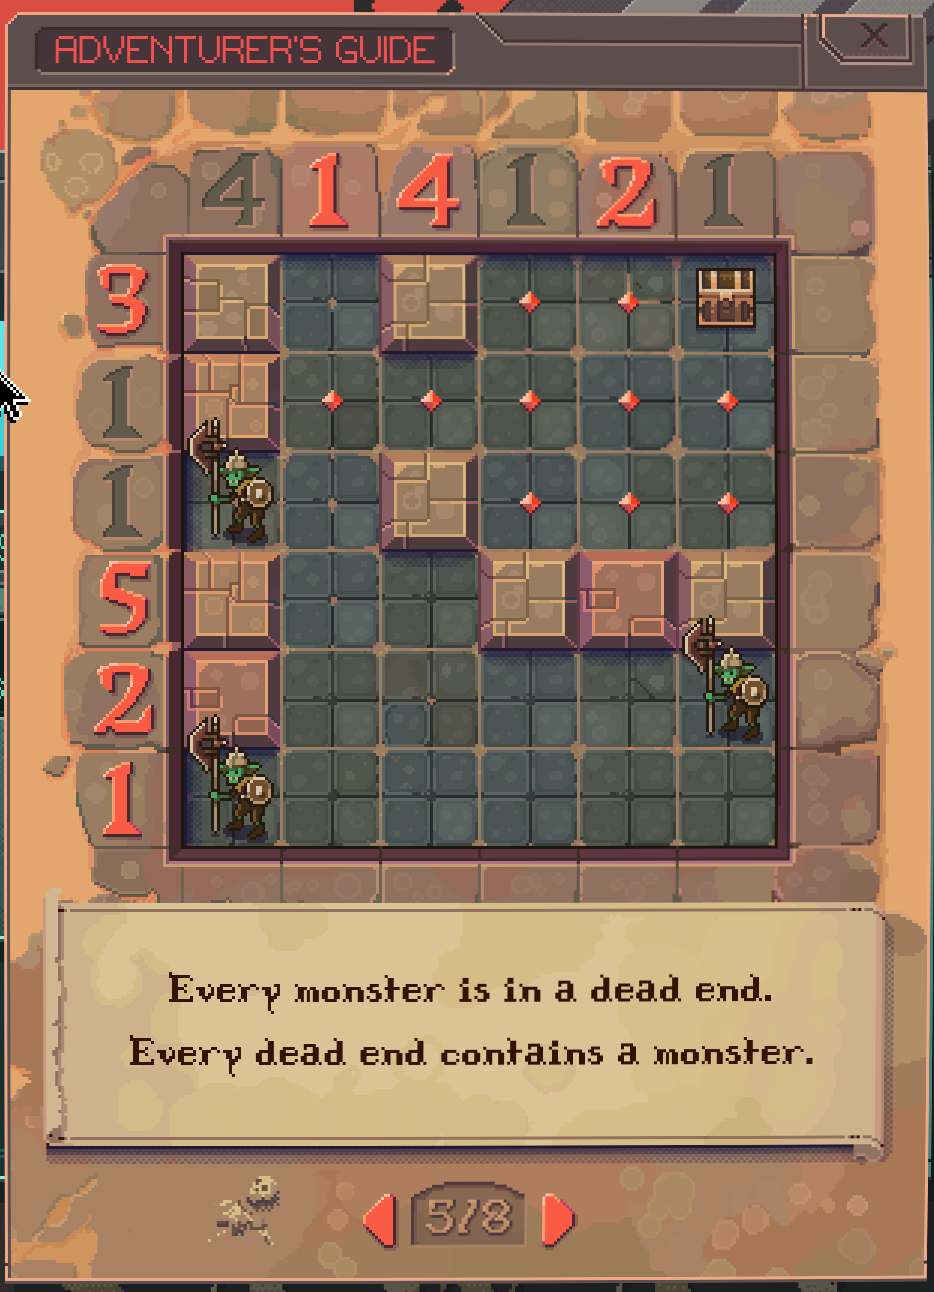 ADVENTURER'S GUIDE
X
4 1 4 1 2 1
3
1
1
5
2
1
Every monster is in a dead end.
Every dead end contains a monster.
5/8